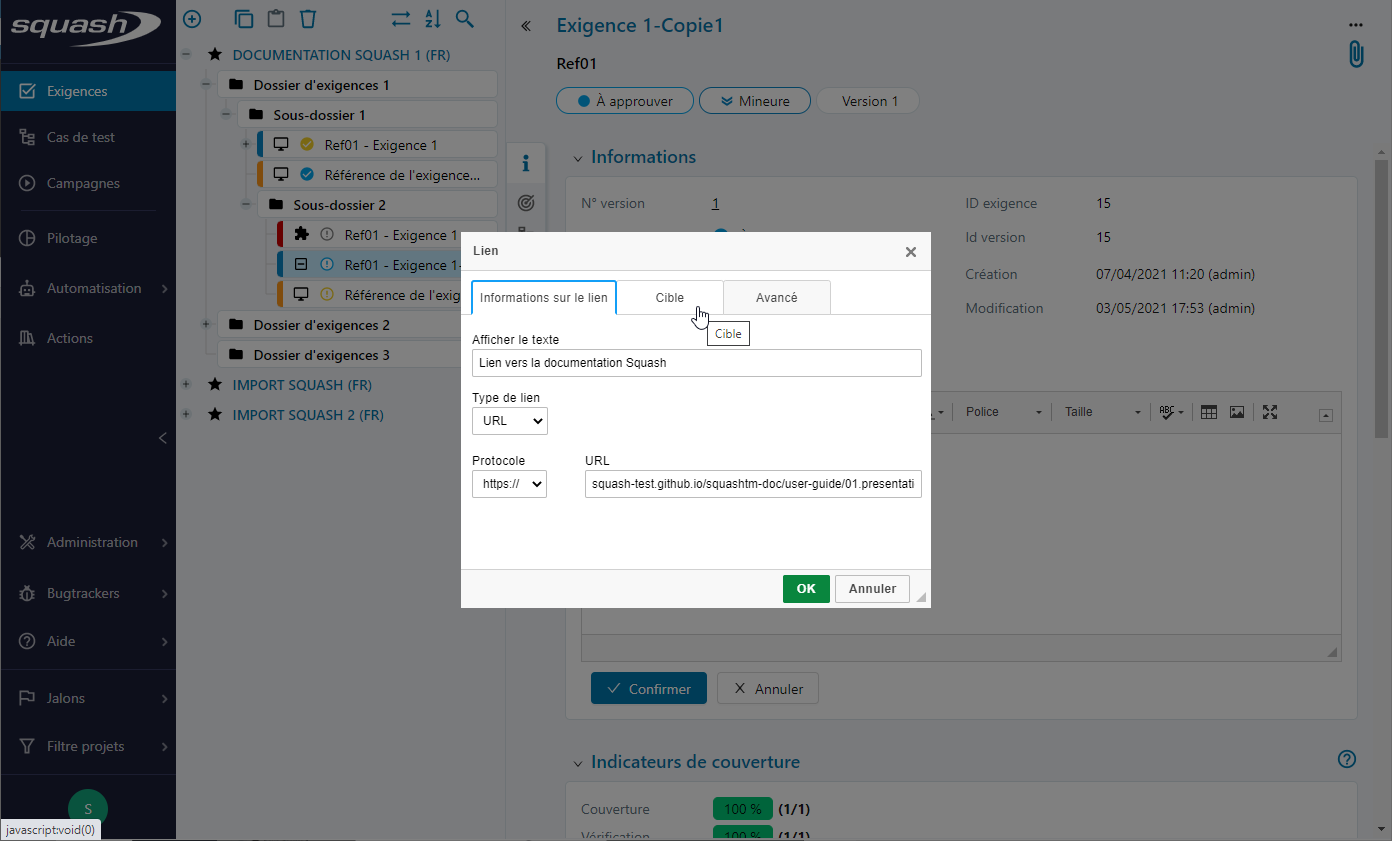 squash
Exigences
Cas de test
Campagnes
Pilotage
Automatisation
Actions
Administration
Bugtrackers
Aide
Jalons
Filtre projets
S
javascript:void(0)
DOCUMENTATION SQUASH 1 (FR)
Dossier d'exigences 1
Sous-dossier 1
Ref01 - Exigence 1
Référence de l'exigence...
Sous-dossier 2
Ref01 - Exigence 1
Ref01 - Exigence 1-
Référence de l'exig
Dossier d'exigences 2
Dossier d'exigences 3
IMPORT SQUASH (FR)
IMPORT SQUASH 2 (FR)
Exigence 1-Copie1
Ref01
À approuver
Mineure
Version 1
Informations
N° version 1
ID exigence 15
Id version 15
Création 07/04/2021 11:20 (admin)
Modification 03/05/2021 17:53 (admin)
Lien
Informations sur le lien
Cible
Avancé
Cible
Afficher le texte
Lien vers la documentation Squash
Type de lien
URL
Protocole
URL
https://
squash-test.github.io/squashtm-doc/user-guide/01.presentati
OK
Annuler
Police
Taille
ABC
Confirmer
Annuler
Indicateurs de couverture
Couverture 100 % (1/1)
Vérification 100 % (1/1)